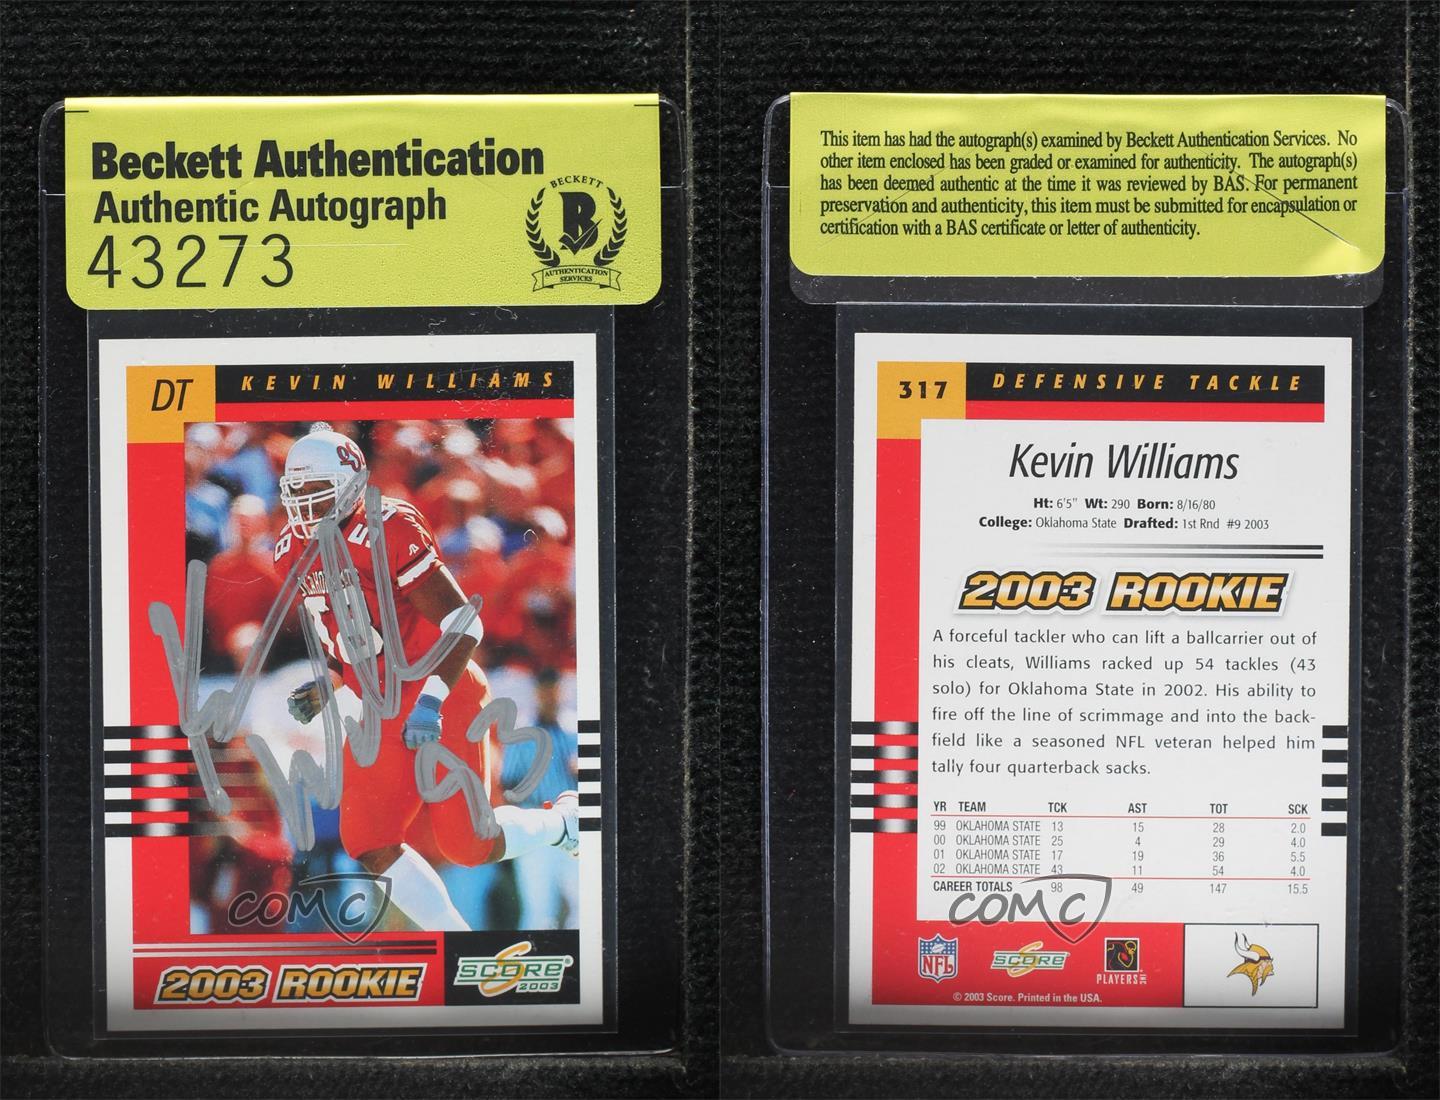 Beckett Authentication
Authentic Autograph
43273
BECKETT
B
AUTHENTICATION
SERVICES
DT
KEVIN WILLIAMS
58
93
COMC
2003 ROOKIE
SCORE
2003
This item has had the autograph(s) examined by Beckett Authentication Services. No
other item enclosed has been graded or examined for authenticity. The autograph(s)
has been deemed authentic at the time it was reviewed by BAS. For permanent
preservation and authenticity, this item must be submitted for encapsulation or
certification with a BAS certificate or letter of authenticity.
317
DEFENSIVE TACKLE
Kevin Williams
Ht: 6'5" Wt: 290 Born: 8/16/80
College: Oklahoma State Drafted: 1st Rnd #9 2003
2003 ROOKIE
A forceful tackler who can lift a ballcarrier out of
his cleats, Williams racked up 54 tackles (43
solo) for Oklahoma State in 2002. His ability to
fire off the line of scrimmage and into the back-
field like a seasoned NFL veteran helped him
tally four quarterback sacks.
YR TEAM TCK AST TOT SCK
99 OKLAHOMA STATE 13 15 28 2.0
00 OKLAHOMA STATE 25 4 29 4.0
01 OKLAHOMA STATE 17 19 36 5.5
02 OKLAHOMA STATE 43 11 54 4.0
CAREER TOTALS 98 49 147 15.5
COMC
NFL
SCORE
PLAYERS INC
© 2003 Score. Printed in the USA.